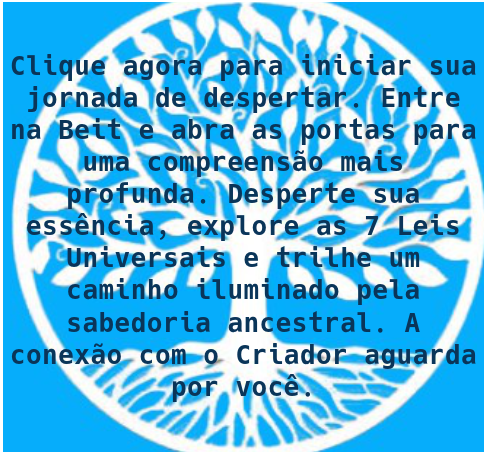 Clique agora para iniciar sua
jornada de despertar. Entre
na Beit e abra as portas para
uma compreensão mais
profunda. Desperte sua
essência, explore as 7 Leis
Universais e trilhe um
caminho iluminado pela
sabedoria ancestral. A
conexão com o Criador aguarda
por você.